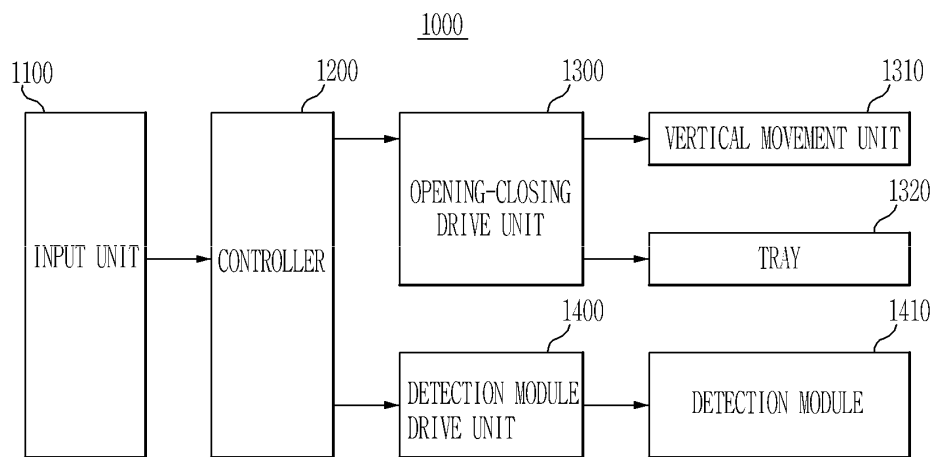 1000
1100
1200
1300
1310
VERTICAL MOVEMENT UNIT
OPENING-CLOSING
DRIVE UNIT
1320
INPUT UNIT
CONTROLLER
TRAY
1400
1410
DETECTION MODULE
DRIVE UNIT
DETECTION MODULE